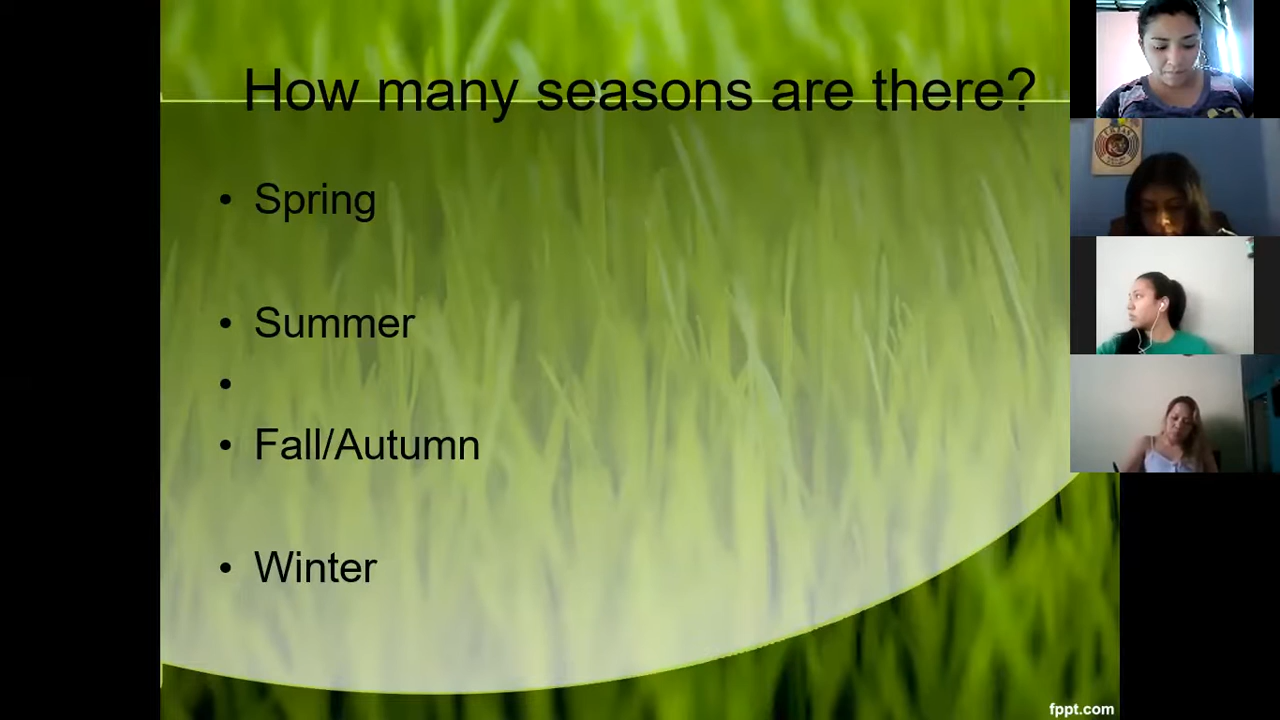 How many seasons are there?
• Spring
• Summer
•
• Fall/Autumn
• Winter
fppt.com